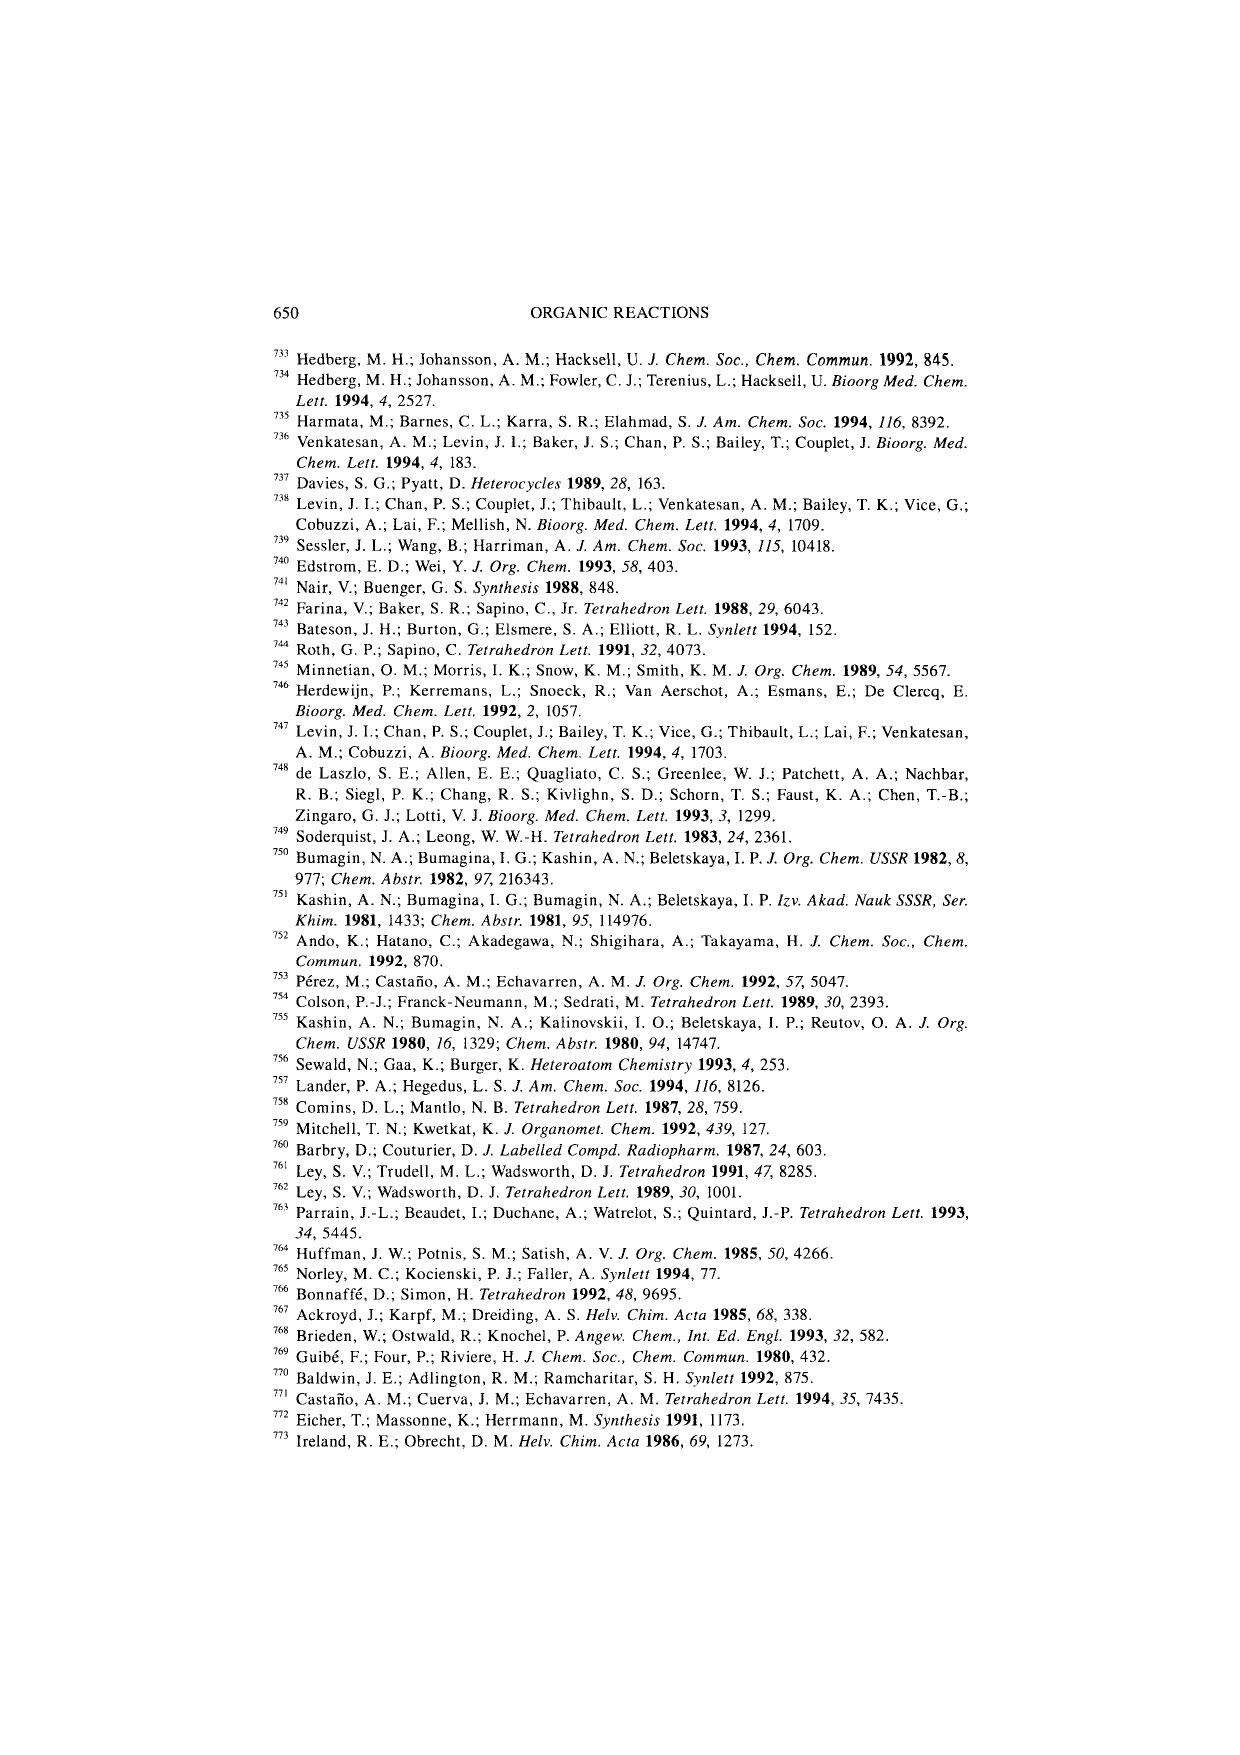 650 ORGANIC REACTIONS
733 Hedberg, M. H.; Johansson, A. M.; Hacksell, U. J. Chem. Soc., Chem. Commun. 1992, 845.
734 Hedberg, M. H.; Johansson, A. M.; Fowler, C. J.; Terenius, L.; Hacksell, U. Bioorg Med. Chem.
Lett. 1994, 4, 2527.
735 Harmata, M.; Barnes, C. L.; Karra, S. R.; Elahmad, S. J. Am. Chem. Soc. 1994, 116, 8392.
736 Venkatesan, A. M.; Levin, J. I.; Baker, J. S.; Chan, P. S.; Bailey, T.; Couplet, J. Bioorg. Med.
Chem. Lett. 1994, 4, 183.
737 Davies, S. G.; Pyatt, D. Heterocycles 1989, 28, 163.
738 Levin, J. I.; Chan, P. S.; Couplet, J.; Thibault, L.; Venkatesan, A. M.; Bailey, T. K.; Vice, G.;
Cobuzzi, A.; Lai, F.; Mellish, N. Bioorg. Med. Chem. Lett. 1994, 4, 1709.
739 Sessler, J. L.; Wang, B.; Harriman, A. J. Am. Chem. Soc. 1993, 115, 10418.
740 Edstrom, E. D.; Wei, Y. J. Org. Chem. 1993, 58, 403.
741 Nair, V.; Buenger, G. S. Synthesis 1988, 848.
742 Farina, V.; Baker, S. R.; Sapino, C., Jr. Tetrahedron Lett. 1988, 29, 6043.
743 Bateson, J. H.; Burton, G.; Elsmere, S. A.; Elliott, R. L. Synlett 1994, 152.
744 Roth, G. P.; Sapino, C. Tetrahedron Lett. 1991, 32, 4073.
745 Minnetian, O. M.; Morris, I. K.; Snow, K. M.; Smith, K. M. J. Org. Chem. 1989, 54, 5567.
746 Herdewijn, P.; Kerremans, L.; Snoeck, R.; Van Aerschot, A.; Esmans, E.; De Clercq, E.
Bioorg. Med. Chem. Lett. 1992, 2, 1057.
747 Levin, J. I.; Chan, P. S.; Couplet, J.; Bailey, T. K.; Vice, G.; Thibault, L.; Lai, F.; Venkatesan,
A. M.; Cobuzzi, A. Bioorg. Med. Chem. Lett. 1994, 4, 1703.
748 de Laszlo, S. E.; Allen, E. E.; Quagliato, C. S.; Greenlee, W. J.; Patchett, A. A.; Nachbar,
R. B.; Siegl, P. K.; Chang, R. S.; Kivlighn, S. D.; Schorn, T. S.; Faust, K. A.; Chen, T.-B.;
Zingaro, G. J.; Lotti, V. J. Bioorg. Med. Chem. Lett. 1993, 3, 1299.
749 Soderquist, J. A.; Leong, W. W.-H. Tetrahedron Lett. 1983, 24, 2361.
750 Bumagin, N. A.; Bumagina, I. G.; Kashin, A. N.; Beletskaya, I. P. J. Org. Chem. USSR 1982, 8,
977; Chem. Abstr. 1982, 97, 216343.
751 Kashin, A. N.; Bumagina, I. G.; Bumagin, N. A.; Beletskaya, I. P. Izv. Akad. Nauk SSSR, Ser.
Khim. 1981, 1433; Chem. Abstr. 1981, 95, 114976.
752 Ando, K.; Hatano, C.; Akadegawa, N.; Shigihara, A.; Takayama, H. J. Chem. Soc., Chem.
Commun. 1992, 870.
753 Pérez, M.; Castaño, A. M.; Echavarren, A. M. J. Org. Chem. 1992, 57, 5047.
754 Colson, P.-J.; Franck-Neumann, M.; Sedrati, M. Tetrahedron Lett. 1989, 30, 2393.
755 Kashin, A. N.; Bumagin, N. A.; Kalinovskii, I. O.; Beletskaya, I. P.; Reutov, O. A. J. Org.
Chem. USSR 1980, 16, 1329; Chem. Abstr. 1980, 94, 14747.
756 Sewald, N.; Gaa, K.; Burger, K. Heteroatom Chemistry 1993, 4, 253.
757 Lander, P. A.; Hegedus, L. S. J. Am. Chem. Soc. 1994, 116, 8126.
758 Comins, D. L.; Mantlo, N. B. Tetrahedron Lett. 1987, 28, 759.
759 Mitchell, T. N.; Kwetkat, K. J. Organomet. Chem. 1992, 439, 127.
760 Barbry, D.; Couturier, D. J. Labelled Compd. Radiopharm. 1987, 24, 603.
761 Ley, S. V.; Trudell, M. L.; Wadsworth, D. J. Tetrahedron 1991, 47, 8285.
762 Ley, S. V.; Wadsworth, D. J. Tetrahedron Lett. 1989, 30, 1001.
763 Parrain, J.-L.; Beaudet, I.; DuchAne, A.; Watrelot, S.; Quintard, J.-P. Tetrahedron Lett. 1993,
34, 5445.
764 Huffman, J. W.; Potnis, S. M.; Satish, A. V. J. Org. Chem. 1985, 50, 4266.
765 Norley, M. C.; Kocienski, P. J.; Faller, A. Synlett 1994, 77.
766 Bonnaffé, D.; Simon, H. Tetrahedron 1992, 48, 9695.
767 Ackroyd, J.; Karpf, M.; Dreiding, A. S. Helv. Chim. Acta 1985, 68, 338.
768 Brieden, W.; Ostwald, R.; Knochel, P. Angew. Chem., Int. Ed. Engl. 1993, 32, 582.
769 Guibé, F.; Four, P.; Riviere, H. J. Chem. Soc., Chem. Commun. 1980, 432.
770 Baldwin, J. E.; Adlington, R. M.; Ramcharitar, S. H. Synlett 1992, 875.
771 Castaño, A. M.; Cuerva, J. M.; Echavarren, A. M. Tetrahedron Lett. 1994, 35, 7435.
772 Eicher, T.; Massonne, K.; Herrmann, M. Synthesis 1991, 1173.
773 Ireland, R. E.; Obrecht, D. M. Helv. Chim. Acta 1986, 69, 1273.